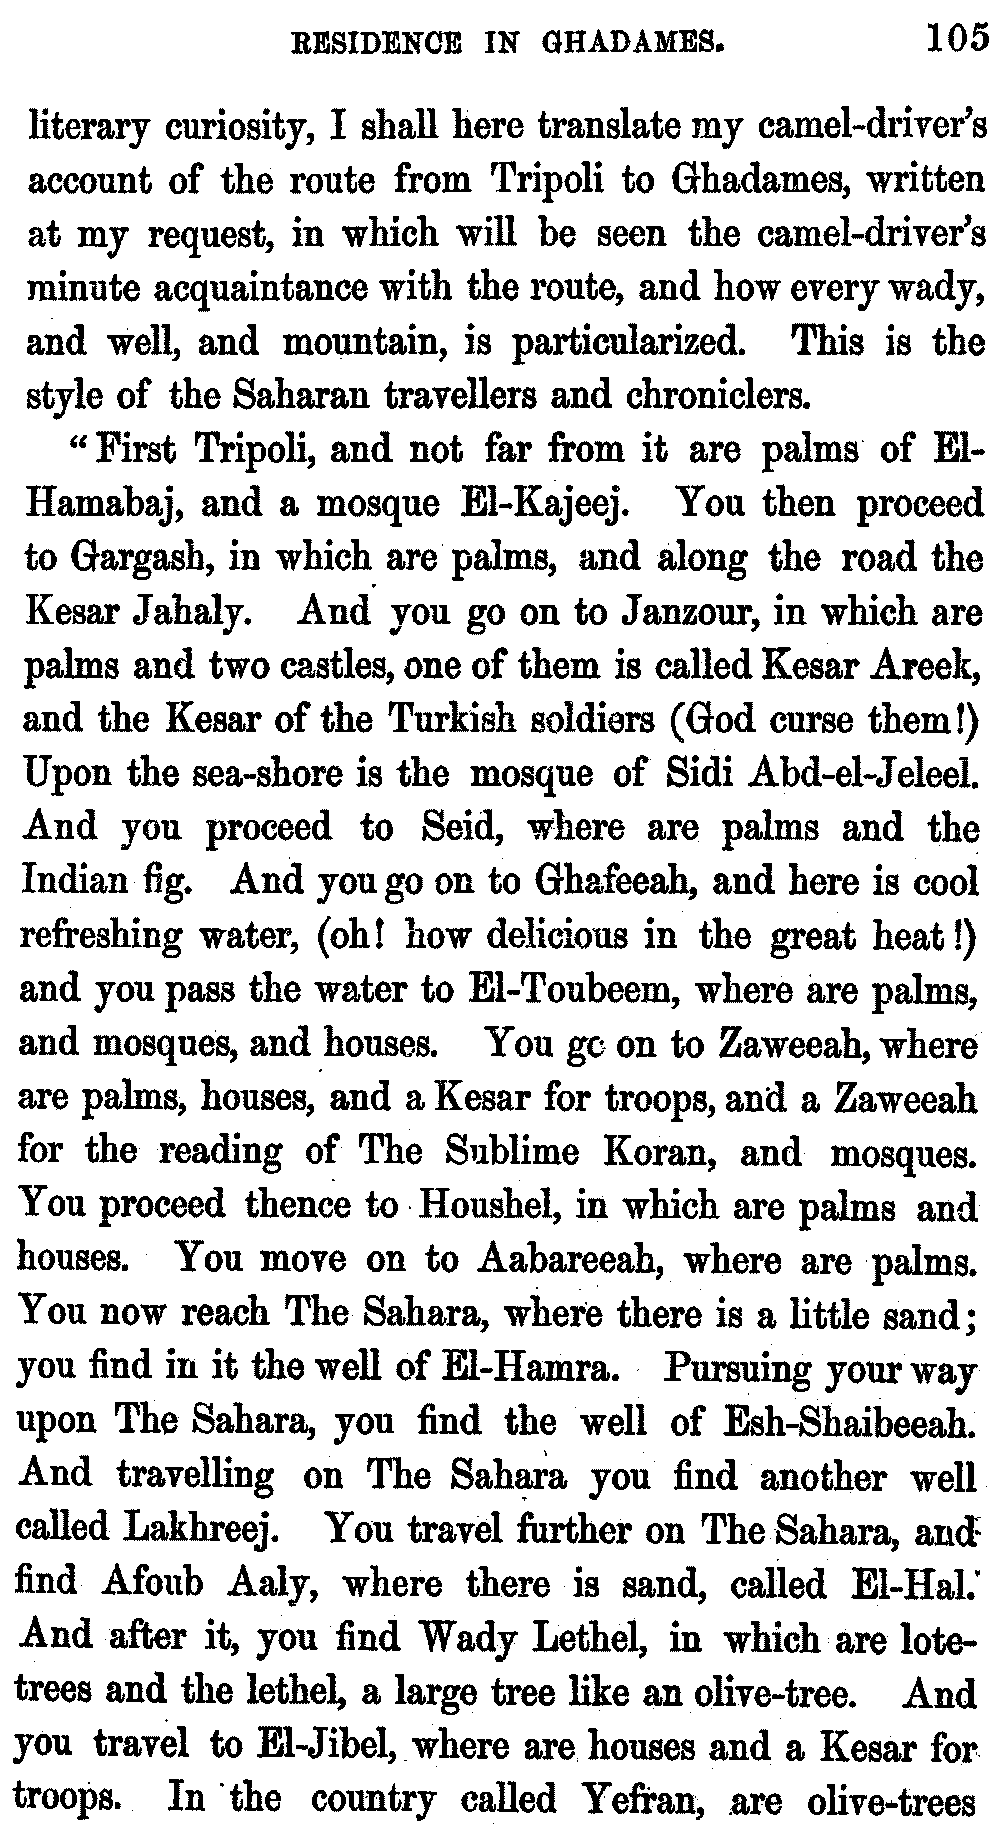 RESIDENCE IN GHADAMES. 105
literary curiosity, I shall here translate my camel-driver's
account of the route from Tripoli to Ghadames, written
at my request, in which will be seen the camel-driver's
minute acquaintance with the route, and how every wady,
and well, and mountain, is particularized. This is the
style of the Saharan travellers and chroniclers.
"First Tripoli, and not far from it are palms of El-
Hamabaj, and a mosque El-Kajeej. You then proceed
to Gargash, in which are palms, and along the road the
Kesar Jahaly. And you go on to Janzour, in which are
palms and two castles, one of them is called Kesar Areek,
and the Kesar of the Turkish soldiers (God curse them!)
Upon the sea-shore is the mosque of Sidi Abd-el-Jeleel.
And you proceed to Seid, where are palms and the
Indian fig. And you go on to Ghafeeah, and here is cool
refreshing water, (oh! how delicious in the great heat!)
and you pass the water to El-Toubeem, where are palms,
and mosques, and houses. You go on to Zaweeah, where
are palms, houses, and a Kesar for troops, and a Zaweeah
for the reading of The Sublime Koran, and mosques.
You proceed thence to Houshel, in which are palms and
houses. You move on to Aabareeah, where are palms.
You now reach The Sahara, where there is a little sand;
you find in it the well of El-Hamra. Pursuing your way
upon The Sahara, you find the well of Esh-Shaibeeah.
And travelling on The Sahara you find another well
called Lakhreej. You travel further on The Sahara, and
find Afoub Aaly, where there is sand, called El-Hal.
And after it, you find Wady Lethel, in which are lote-
trees and the lethel, a large tree like an olive-tree. And
you travel to El-Jibel, where are houses and a Kesar for
troops. In the country called Yefran, are olive-trees